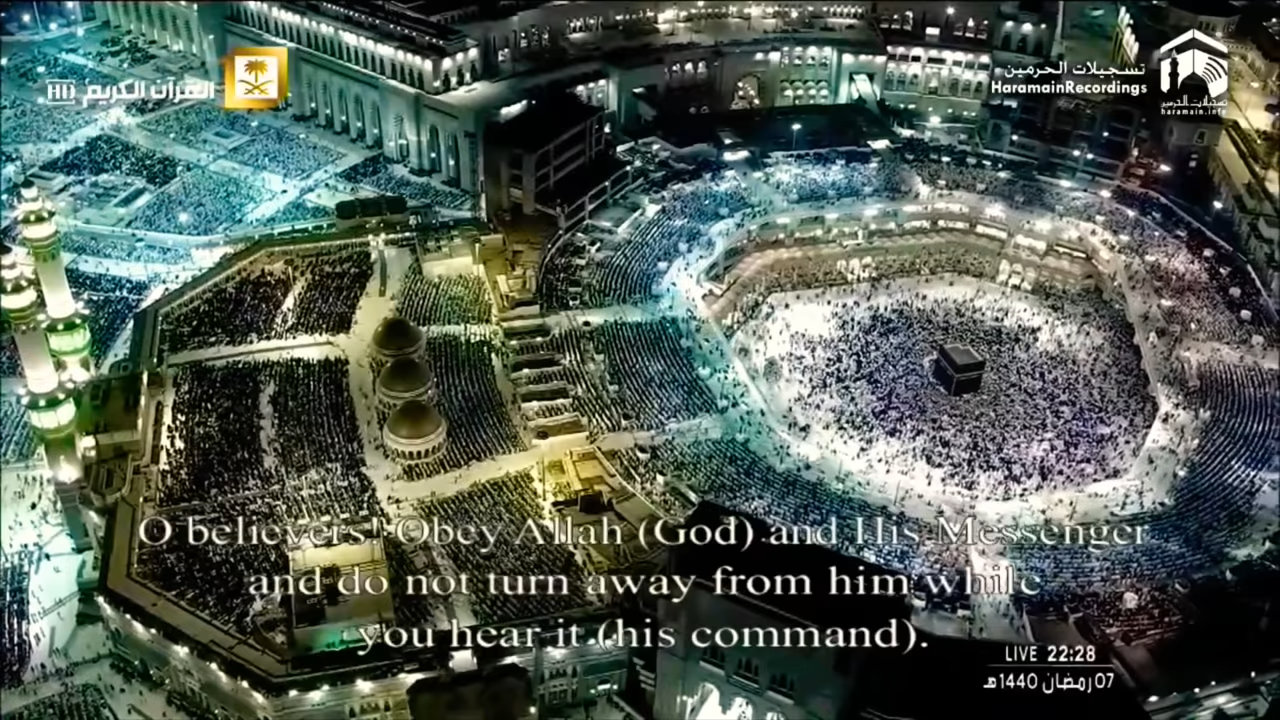 HD القرآن الكريم
تسجيلات الحرمين
HaramainRecordings
تسجيلات الحرمين
haramain.info
O believers! Obey Allah (God) and His Messenger
and do not turn away from him while
you hear it (his command).
LIVE 22:28
07 رمضان 1440هـ